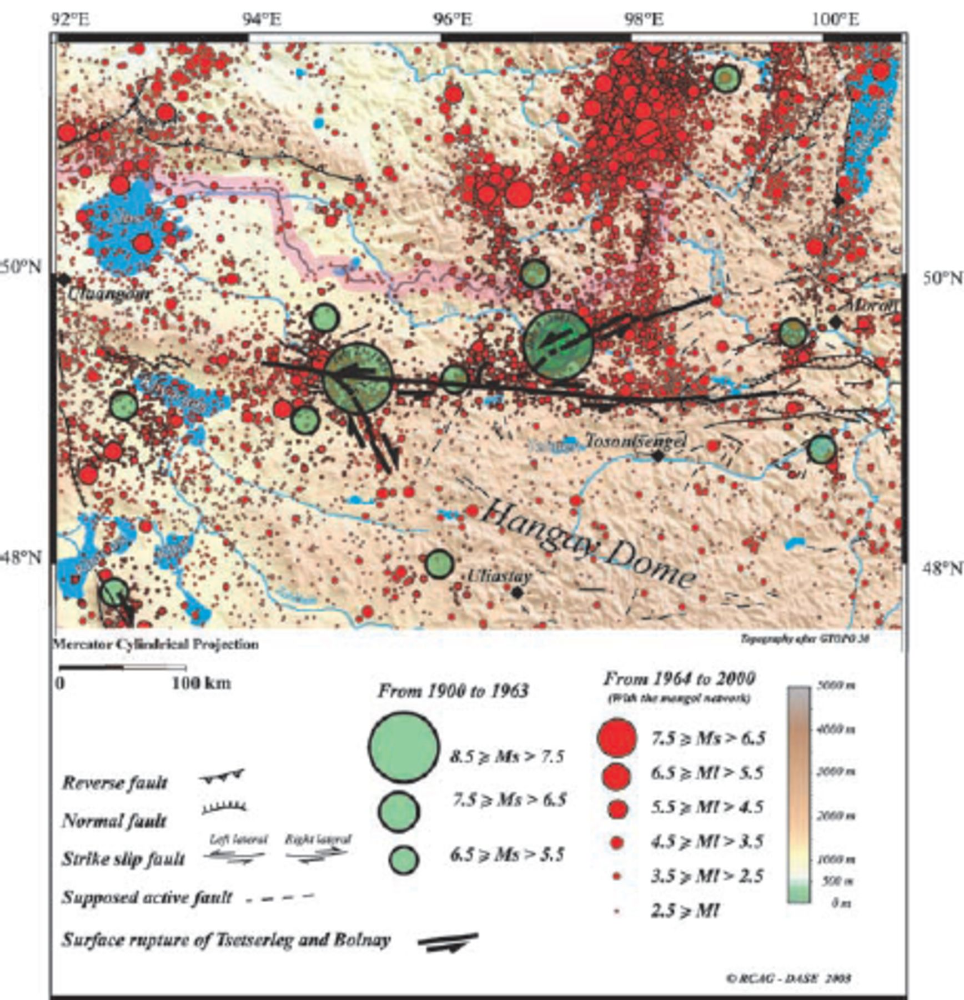 92°E 94°E 96°E 98°E 100°E
50°N 50°N
Ulaangom
Moron
Tosontsengel
Hangay Dome
48°N 48°N
Uliastay
Mercator Cylindrical Projection
Topography after GTOPO 30
0 100 km
From 1900 to 1963
8.5 ⩾ Ms > 7.5
7.5 ⩾ Ms > 6.5
6.5 ⩾ Ms > 5.5
From 1964 to 2000
(With the mongol network)
7.5 ⩾ Ms > 6.5
6.5 ⩾ Ml > 5.5
5.5 ⩾ Ml > 4.5
4.5 ⩾ Ml > 3.5
3.5 ⩾ Ml > 2.5
2.5 ⩾ Ml
5000 m
4000 m
3000 m
2000 m
1000 m
500 m
0 m
Reverse fault
Normal fault
Left lateral Right lateral
Strike slip fault
Supposed active fault
Surface rupture of Tsetserleg and Bolnay
© RCAG - DASE 2003